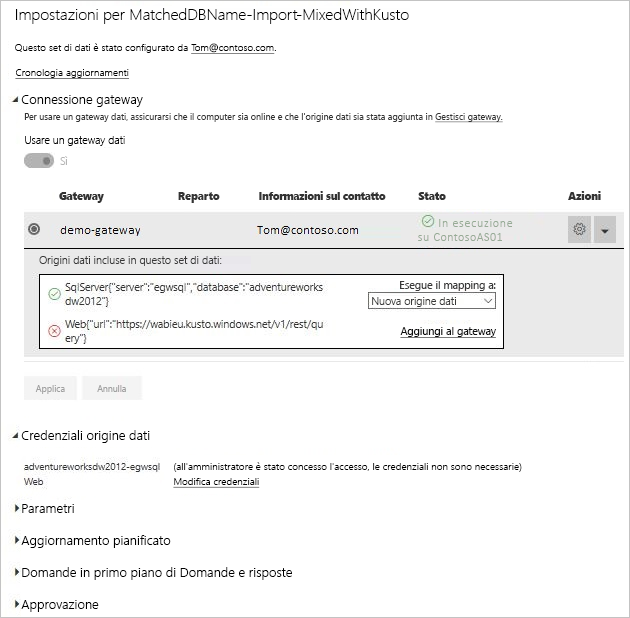 Impostazioni per MatchedDBName-Import-MixedWithKusto
Questo set di dati è stato configurato da Tom@contoso.com.
Cronologia aggiornamenti
Connessione gateway
Per usare un gateway dati, assicurarsi che il computer sia online e che l'origine dati sia stata aggiunta in Gestisci gateway.
Usare un gateway dati
Sì
Gateway Reparto Informazioni sul contatto Stato Azioni
demo-gateway Tom@contoso.com In esecuzione
su ContosoAS01
Origini dati incluse in questo set di dati:
SqlServer{"server":"egwsql","database":"adventureworks
dw2012"}
Esegue il mapping a:
Nuova origine dati
Web{"url":"https://wabieu.kusto.windows.net/v1/rest/qu
ery"}
Aggiungi al gateway
Applica Annulla
Credenziali origine dati
adventureworksdw2012-egwsql (all'amministratore è stato concesso l'accesso, le credenziali non sono necessarie)
Web Modifica credenziali
Parametri
Aggiornamento pianificato
Domande in primo piano di Domande e risposte
Approvazione